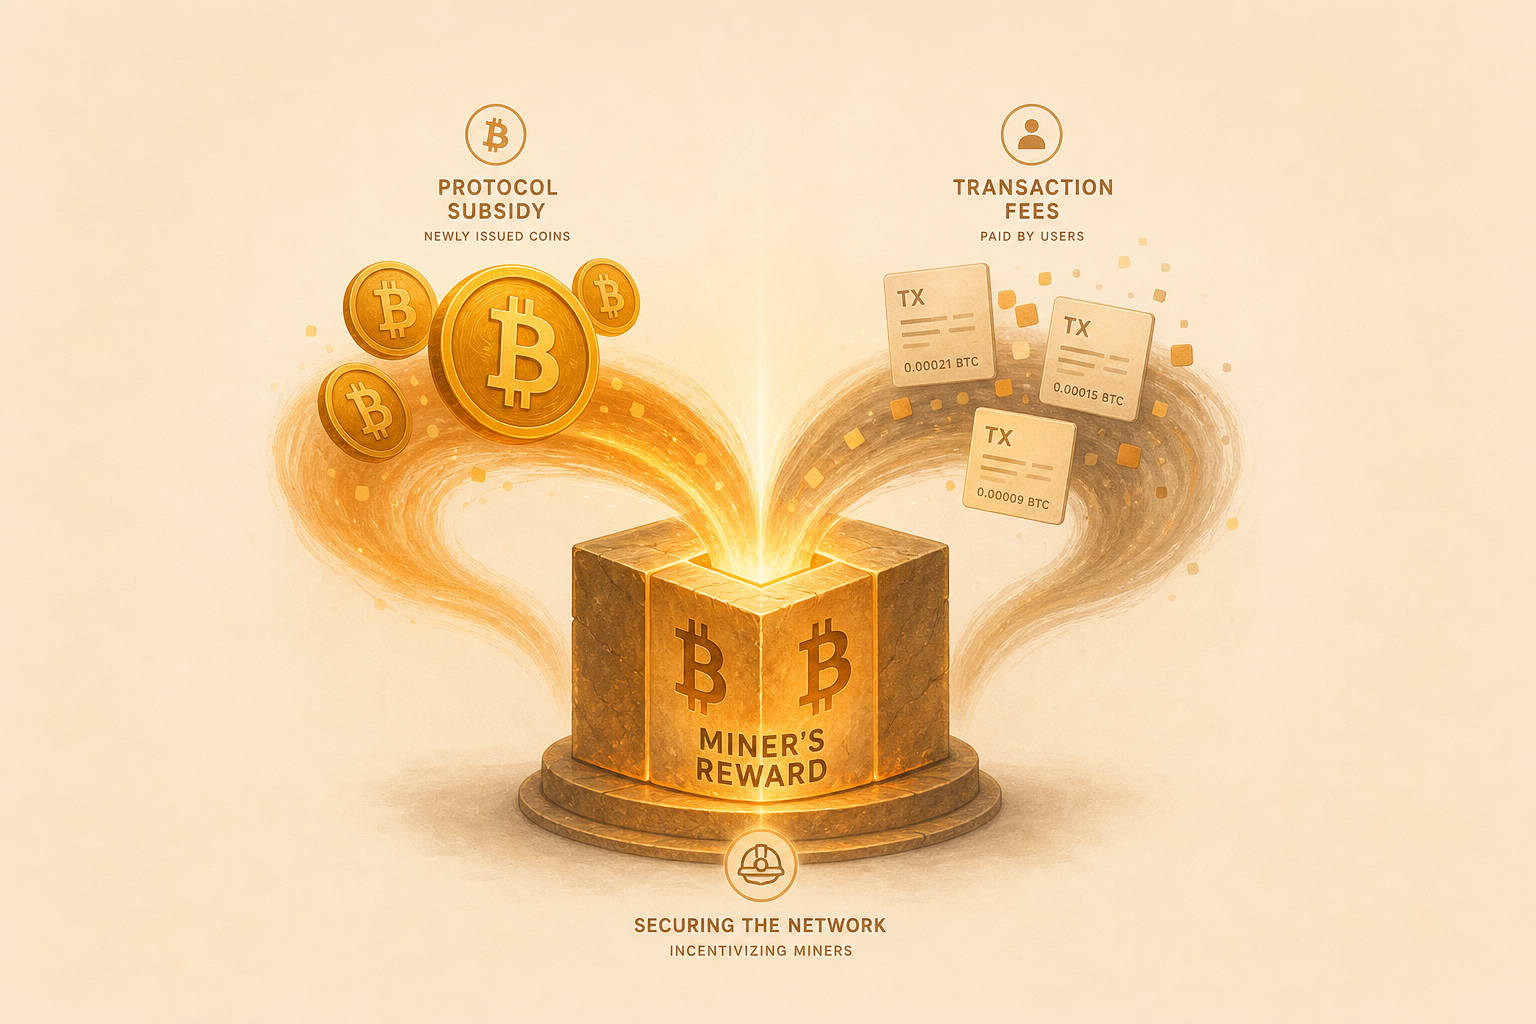 PROTOCOL
SUBSIDY
NEWLY ISSUED COINS
TRANSACTION
FEES
PAID BY USERS
TX
0.00021 BTC
TX
0.00015 BTC
TX
0.00009 BTC
MINER'S
REWARD
SECURING THE NETWORK
INCENTIVIZING MINERS